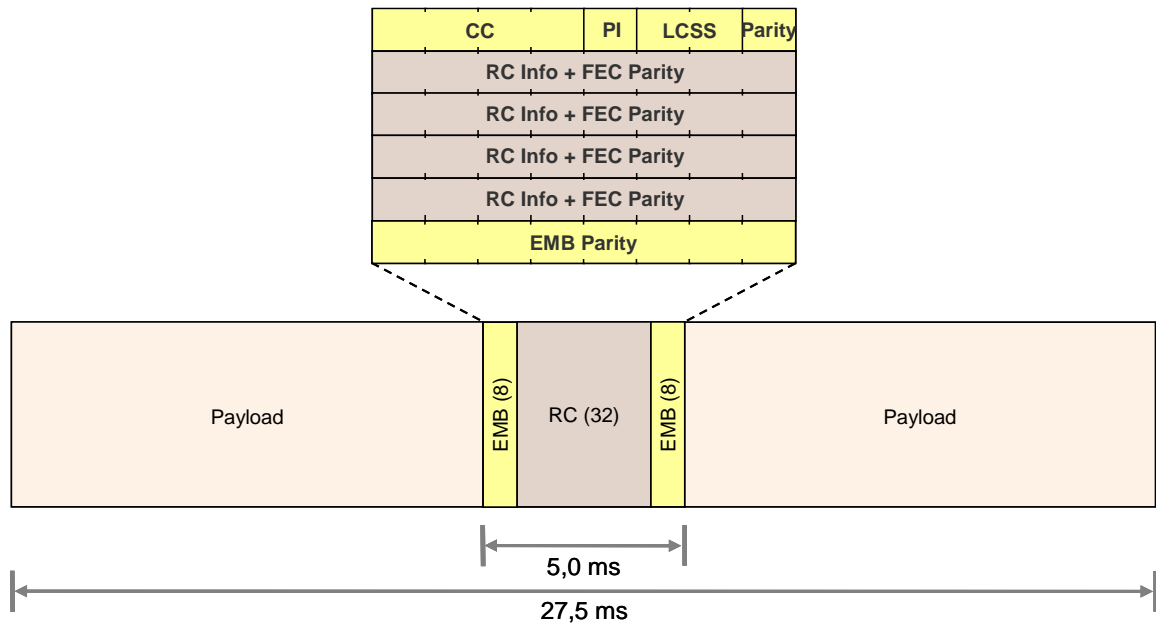 CC PI LCSS Parity
RC Info + FEC Parity
RC Info + FEC Parity
RC Info + FEC Parity
RC Info + FEC Parity
EMB Parity
Payload EMB (8) RC (32) EMB (8) Payload
5,0 ms
27,5 ms